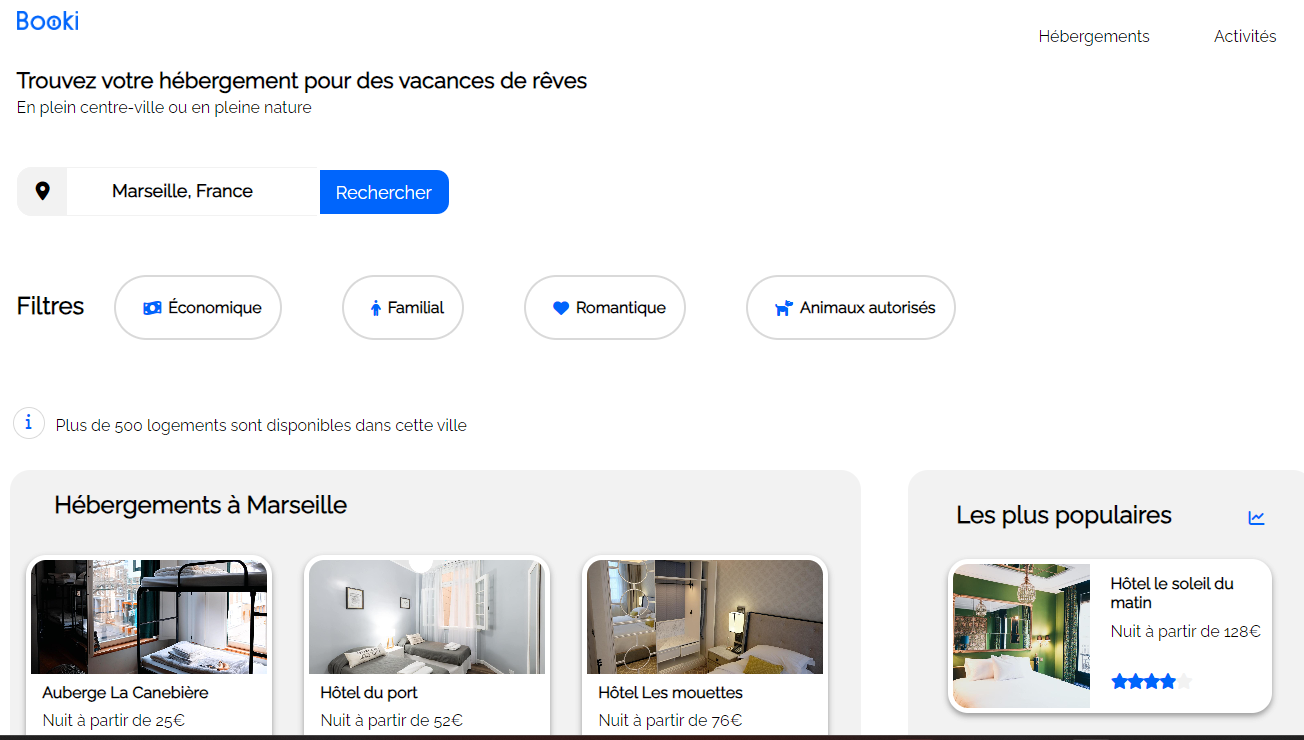 Booki
Hébergements
Activités
Trouvez votre hébergement pour des vacances de rêves
En plein centre-ville ou en pleine nature
Marseille, France
Rechercher
Filtres
Économique
Familial
Romantique
Animaux autorisés
Plus de 500 logements sont disponibles dans cette ville
Hébergements à Marseille
Auberge La Canebière
Nuit à partir de 25€
Hôtel du port
Nuit à partir de 52€
Hôtel Les mouettes
Nuit à partir de 76€
Les plus populaires
Hôtel le soleil du
matin
Nuit à partir de 128€